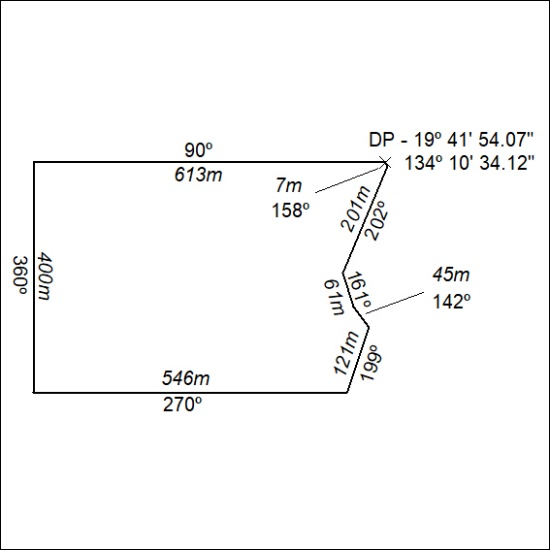 DP - 19º 41' 54.07"
134º 10' 34.12"
90º
613m
7m
158º
201m
202º
400m
360º
161º
61m
45m
142º
121m
199º
546m
270º